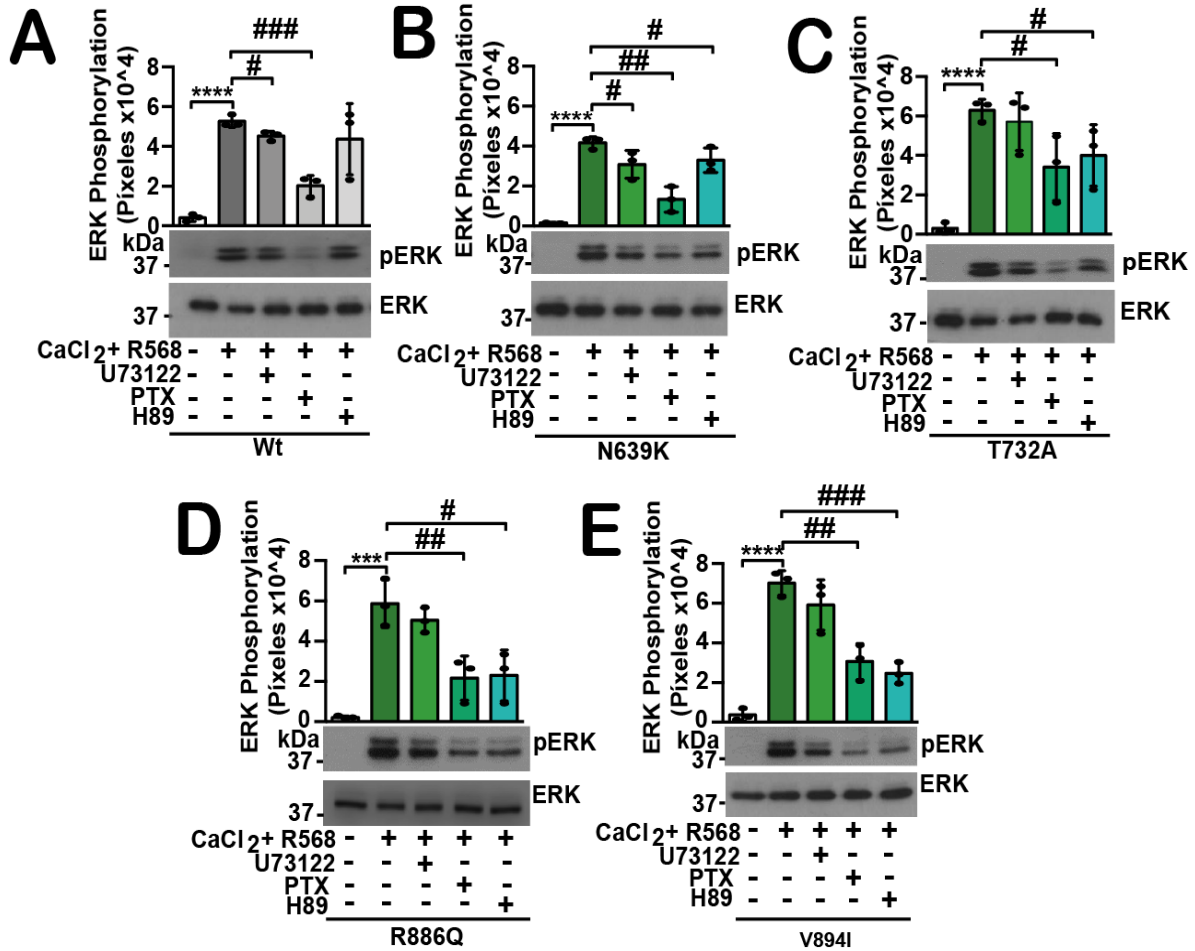 A
ERK Phosphorylation
(Píxeles x10^4)
###
#
****
8
6
4
2
0
kDa
37
pERK
37
ERK
CaCl2+ R568 - + + + +
U73122 - - + - -
PTX - - - + -
H89 - - - - +
Wt
B
ERK Phosphorylation
(Píxeles x10^4)
#
##
#
****
8
6
4
2
0
kDa
37
pERK
37
ERK
CaCl2+ R568 - + + + +
U73122 - - + - -
PTX - - - + -
H89 - - - - +
N639K
C
ERK Phosphorylation
(Píxeles x10^4)
#
#
****
8
6
4
2
0
kDa
37
pERK
37
ERK
CaCl2+ R568 - + + + +
U73122 - - + - -
PTX - - - + -
H89 - - - - +
T732A
D
ERK Phosphorylation
(Píxeles x10^4)
#
##
***
8
6
4
2
0
kDa
37
pERK
37
ERK
CaCl2+ R568 - + + + +
U73122 - - + - -
PTX - - - + -
H89 - - - - +
R886Q
E
ERK Phosphorylation
(Píxeles x10^4)
###
##
****
8
6
4
2
0
kDa
37
pERK
37
ERK
CaCl2+ R568 - + + + +
U73122 - - + - -
PTX - - - + -
H89 - - - - +
V894I